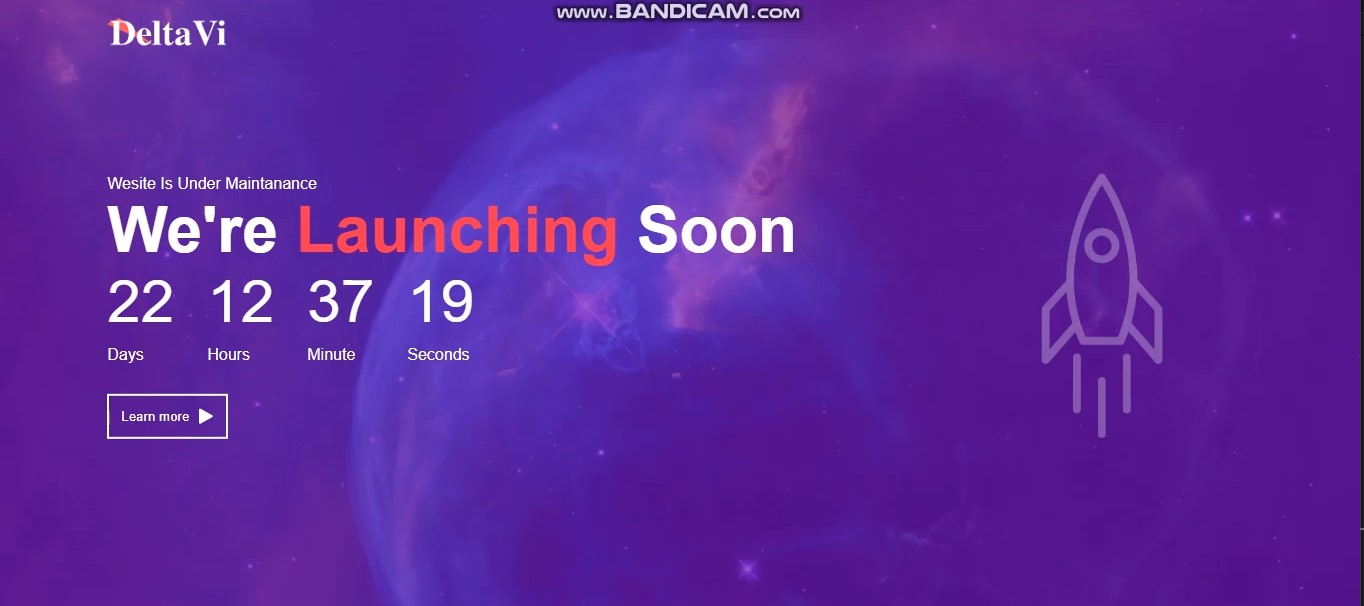 www.BANDICAM.com
DeltaVi
Wesite Is Under Maintanance
We're Launching Soon
22 12 37 19
Days Hours Minute Seconds
Learn more